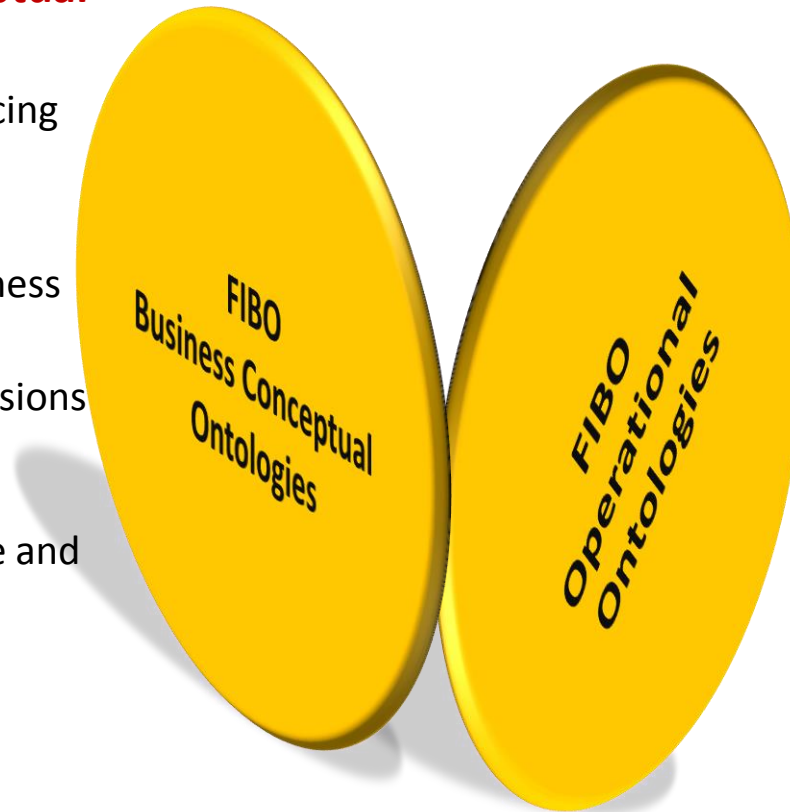 cing
ness
sions
e and
FIBO
Business Conceptual
Ontologies
FIBO
Operational
Ontologies